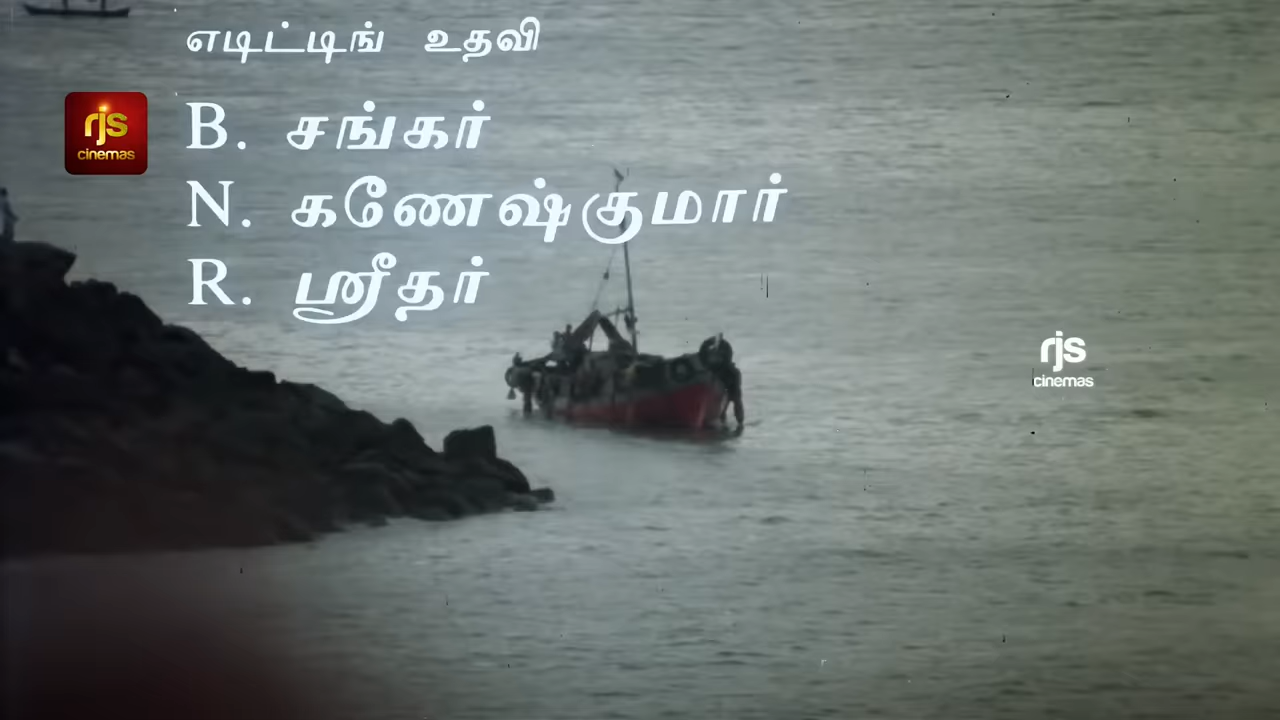 எடிட்டிங் உதவி
rjs
cinemas
B. சங்கர்
N. கணேஷ்குமார்
R. ஸ்ரீதர்
rjs
cinemas